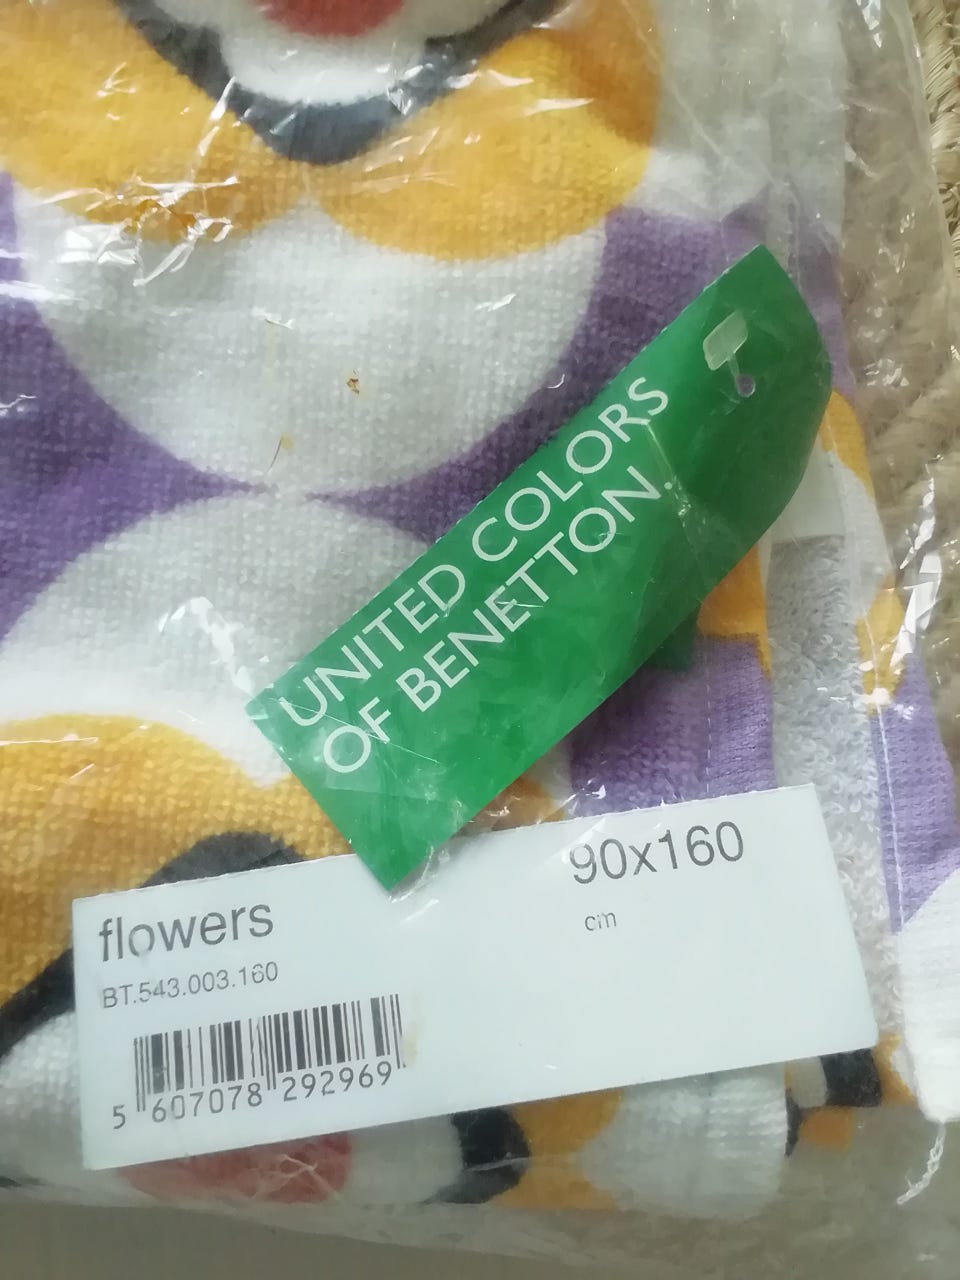 UNITED COLORS
OF BENETTON.
flowers
90x160
cm
BT.543.003.160
5 607078 292969